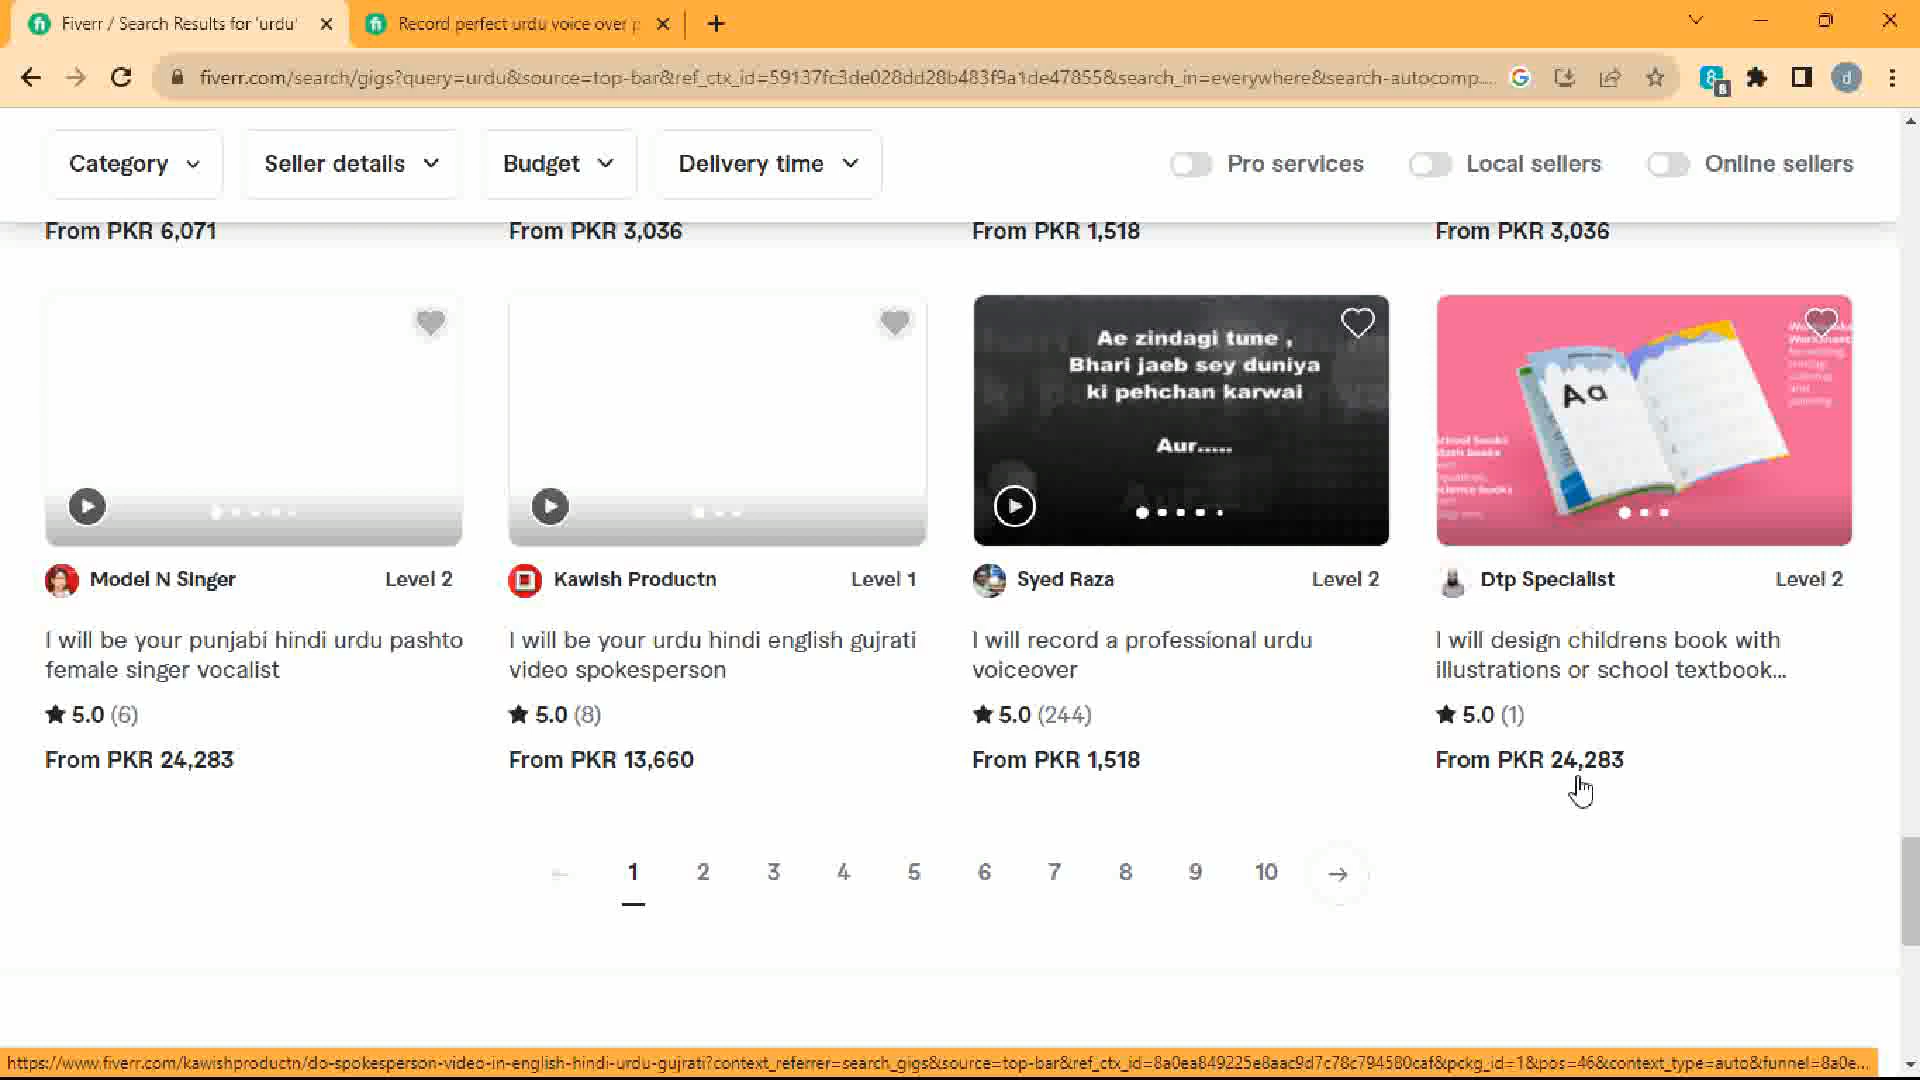 Fiverr / Search Results for 'urdu'
Record perfect urdu voice over p
fiverr.com/search/gigs?query=urdu&source=top-bar&ref_ctx_id=59137fc3de028dd28b483f9a1de47855&search_in=everywhere&search-autocomp...
8
d
Category
Seller details
Budget
Delivery time
Pro services
Local sellers
Online sellers
From PKR 6,071
From PKR 3,036
From PKR 1,518
From PKR 3,036
Ae zindagi tune ,
Bhari jaeb sey duniya
ki pehchan karwai
Aur.....
Aa
Model N Singer
Level 2
Kawish Productn
Level 1
Syed Raza
Level 2
Dtp Specialist
Level 2
I will be your punjabi hindi urdu pashto
female singer vocalist
I will be your urdu hindi english gujrati
video spokesperson
I will record a professional urdu
voiceover
I will design childrens book with
illustrations or school textbook...
5.0 (6)
5.0 (8)
5.0 (244)
5.0 (1)
From PKR 24,283
From PKR 13,660
From PKR 1,518
From PKR 24,283
1 2 3 4 5 6 7 8 9 10
https://www.fiverr.com/kawishproductn/do-spokesperson-video-in-english-hindi-urdu-gujrati?context_referrer=search_gigs&source=top-bar&ref_ctx_id=8a0ea849225e8aac9d7c78c794580caf&pckg_id=1&pos=46&context_type=auto&funnel=8a0e...